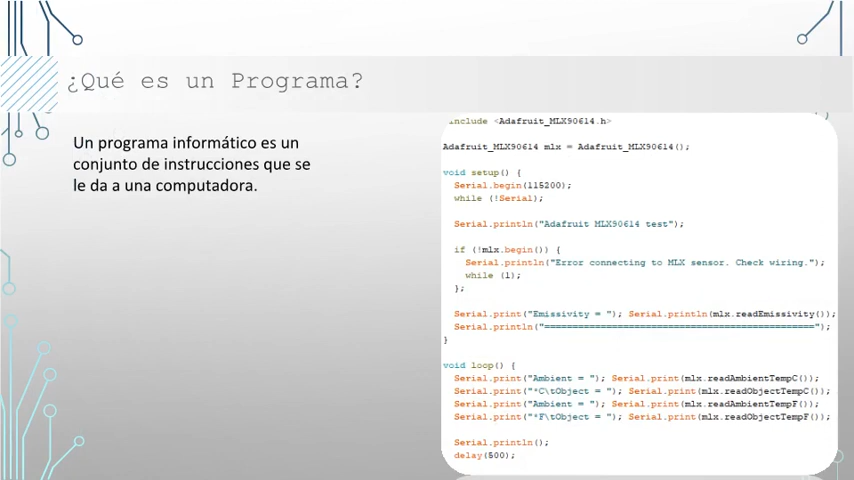 ¿Qué es un Programa?
Un programa informático es un
conjunto de instrucciones que se
le da a una computadora.
include <Adafruit_MLX90614.h>
Adafruit_MLX90614 mlx = Adafruit_MLX90614();
void setup() {
Serial.begin(115200);
while (!Serial);
Serial.println("Adafruit MLX90614 test");
if (!mlx.begin()) {
Serial.println("Error connecting to MLX sensor. Check wiring.");
while (1);
};
Serial.print("Emissivity = "); Serial.println(mlx.readEmissivity());
Serial.println("================================================");
}
void loop() {
Serial.print("Ambient = "); Serial.print(mlx.readAmbientTempC());
Serial.print("*C\tObject = "); Serial.print(mlx.readObjectTempC());
Serial.print("Ambient = "); Serial.print(mlx.readAmbientTempF());
Serial.print("*F\tObject = "); Serial.print(mlx.readObjectTempF());
Serial.println();
delay(500);